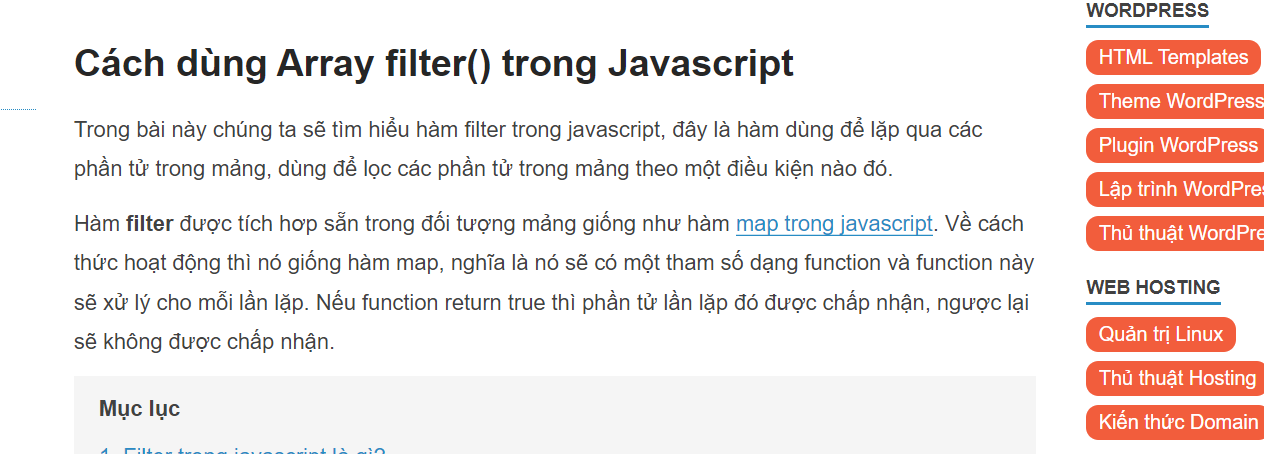 Cách dùng Array filter() trong Javascript
Trong bài này chúng ta sẽ tìm hiểu hàm filter trong javascript, đây là hàm dùng để lặp qua các
phần tử trong mảng, dùng để lọc các phần tử trong mảng theo một điều kiện nào đó.
Hàm filter được tích hơp sẵn trong đối tượng mảng giống như hàm map trong javascript. Về cách
thức hoạt động thì nó giống hàm map, nghĩa là nó sẽ có một tham số dạng function và function này
sẽ xử lý cho mỗi lần lặp. Nếu function return true thì phần tử lần lặp đó được chấp nhận, ngược lại
sẽ không được chấp nhận.
Mục lục
1. Filter trong javascript là gì?
WORDPRESS
HTML Templates
Theme WordPress
Plugin WordPress
Lập trình
Thủ thuật
WEB HOSTING
Quản trị Linux
Thủ thuật Hosting
Kiến thức Domain